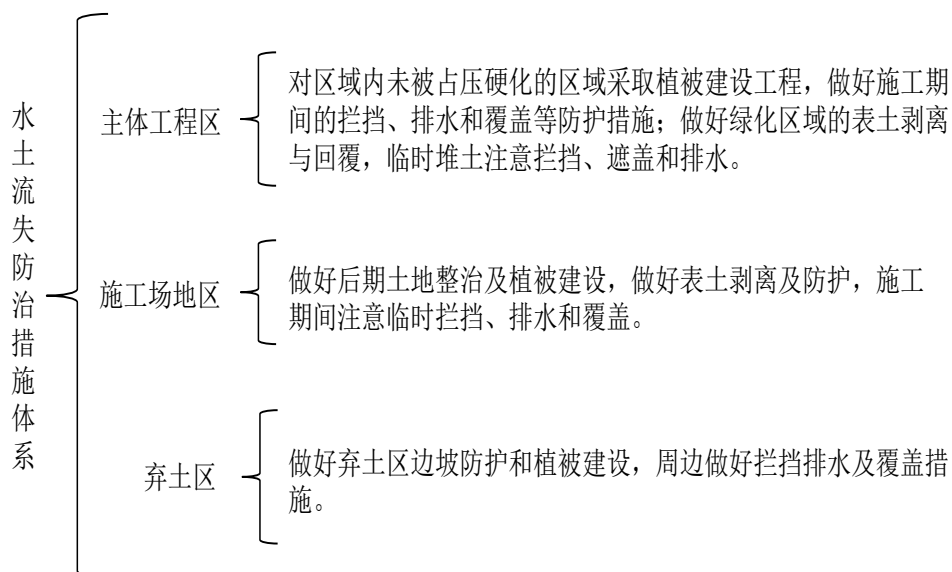 水土流失防治措施体系
主体工程区
对区域内未被占压硬化的区域采取植被建设工程，做好施工期
间的拦挡、排水和覆盖等防护措施；做好绿化区域的表土剥离
与回覆，临时堆土注意拦挡、遮盖和排水。
施工场地区
做好后期土地整治及植被建设，做好表土剥离及防护，施工
期间注意临时拦挡、排水和覆盖。
弃土区
做好弃土区边坡防护和植被建设，周边做好拦挡排水及覆盖措
施。